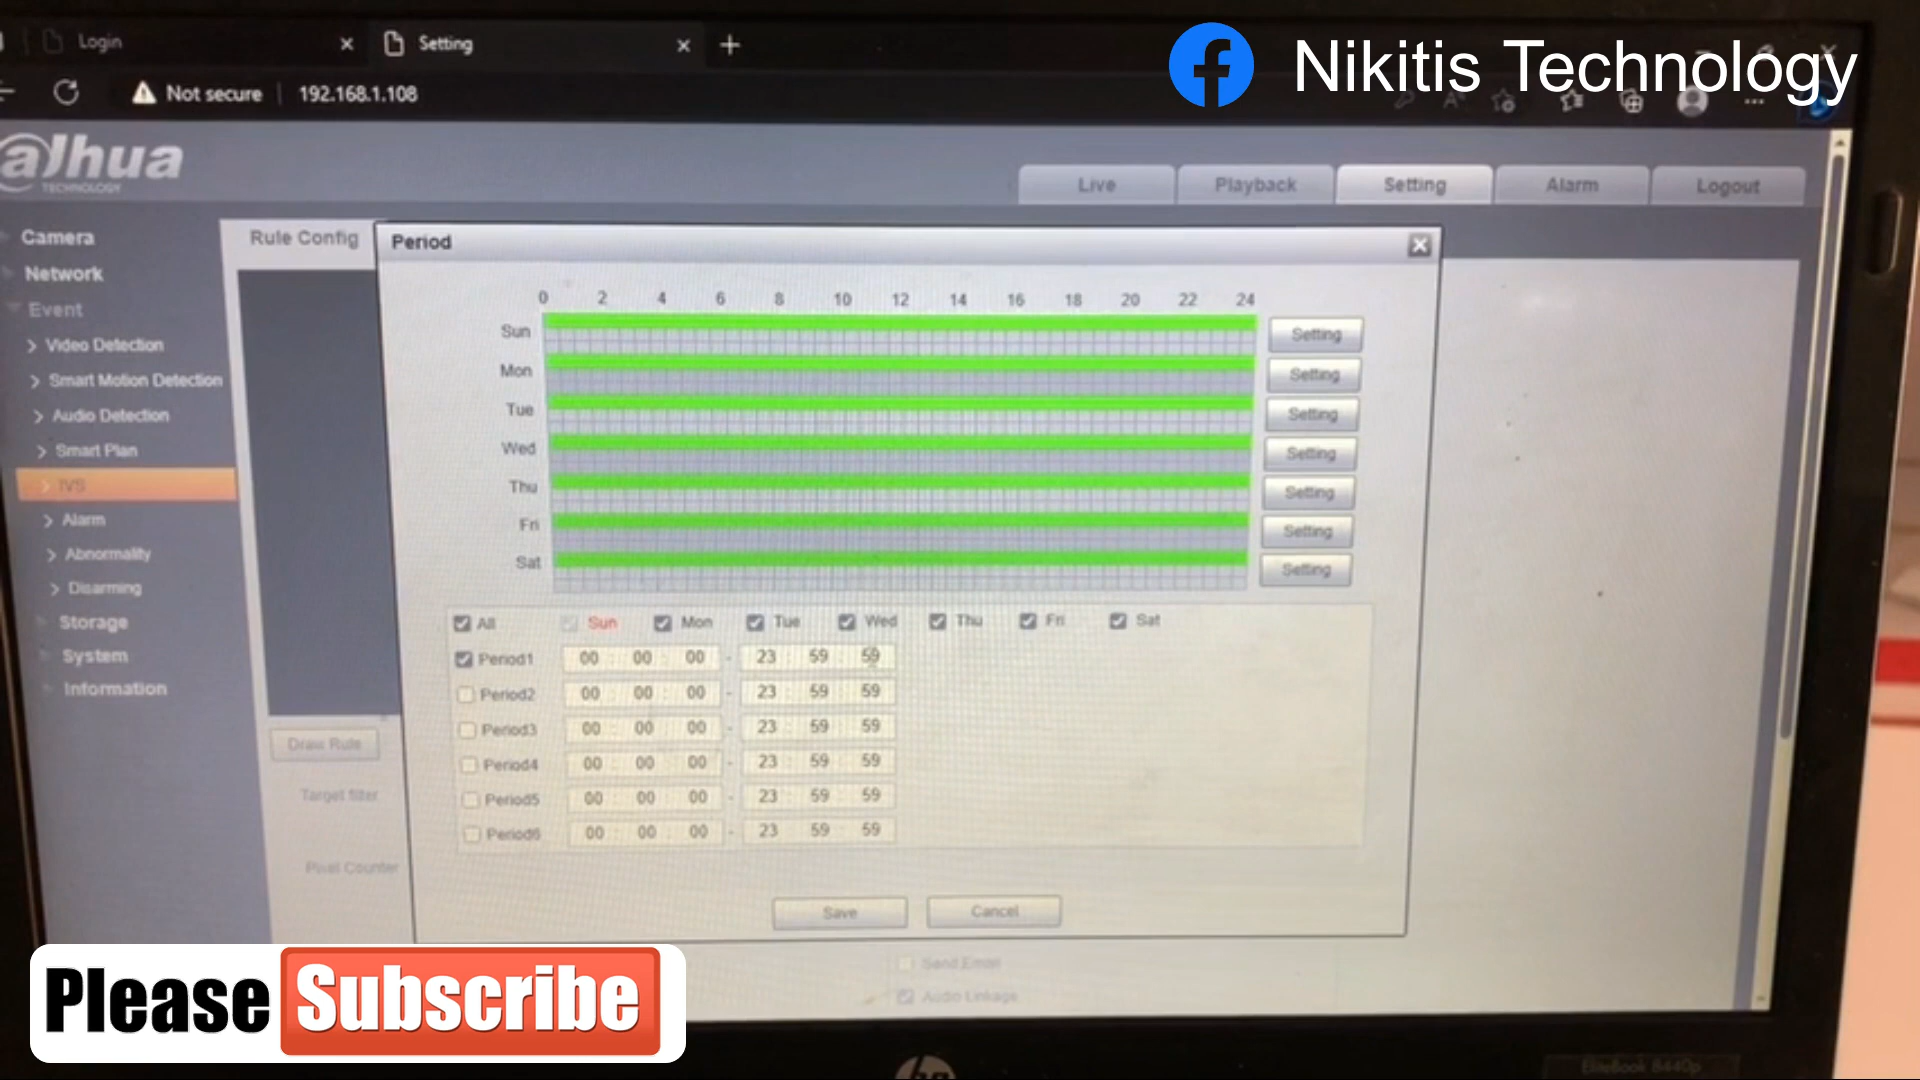 Login
Setting
Nikitis Technology
Not secure
192.168.1.108
alhua
TECHNOLOGY
Live
Playback
Setting
Alarm
Logout
Camera
Network
Event
Video Detection
Smart Motion Detection
Audio Detection
Smart Plan
IVS
Alarm
Abnormality
Disarming
Storage
System
Information
Rule Config
Draw Rule
Target filter
Pixel Counter
Period
0 2 4 6 8 10 12 14 16 18 20 22 24
Sun Setting
Mon Setting
Tue Setting
Wed Setting
Thu Setting
Fri Setting
Sat Setting
All Sun Mon Tue Wed Thu Fri Sat
Period1 00 : 00 : 00 - 23 : 59 : 59
Period2 00 : 00 : 00 - 23 : 59 : 59
Period3 00 : 00 : 00 - 23 : 59 : 59
Period4 00 : 00 : 00 - 23 : 59 : 59
Period5 00 : 00 : 00 - 23 : 59 : 59
Period6 00 : 00 : 00 - 23 : 59 : 59
Save Cancel
Send Email
Audio Linkage
Please Subscribe
hp
EliteBook 8440p